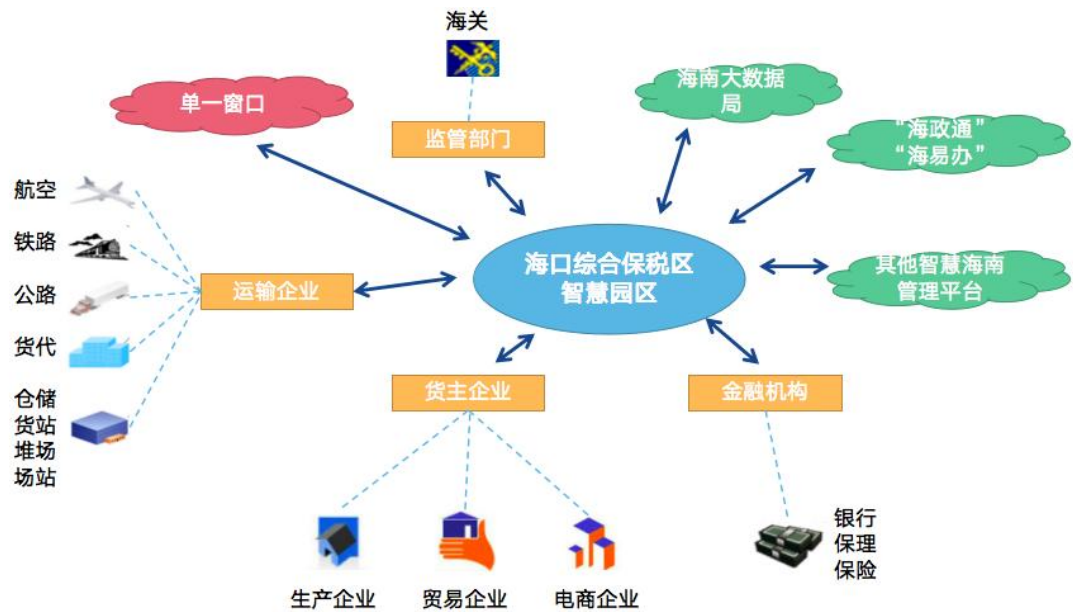 海关
单一窗口
海南大数据
局
监管部门
“海政通”
“海易办”
航空
铁路
公路
货代
仓储
货站
堆场
场站
运输企业
海口综合保税区
智慧园区
其他智慧海南
管理平台
货主企业
金融机构
生产企业
贸易企业
电商企业
银行
保理
保险